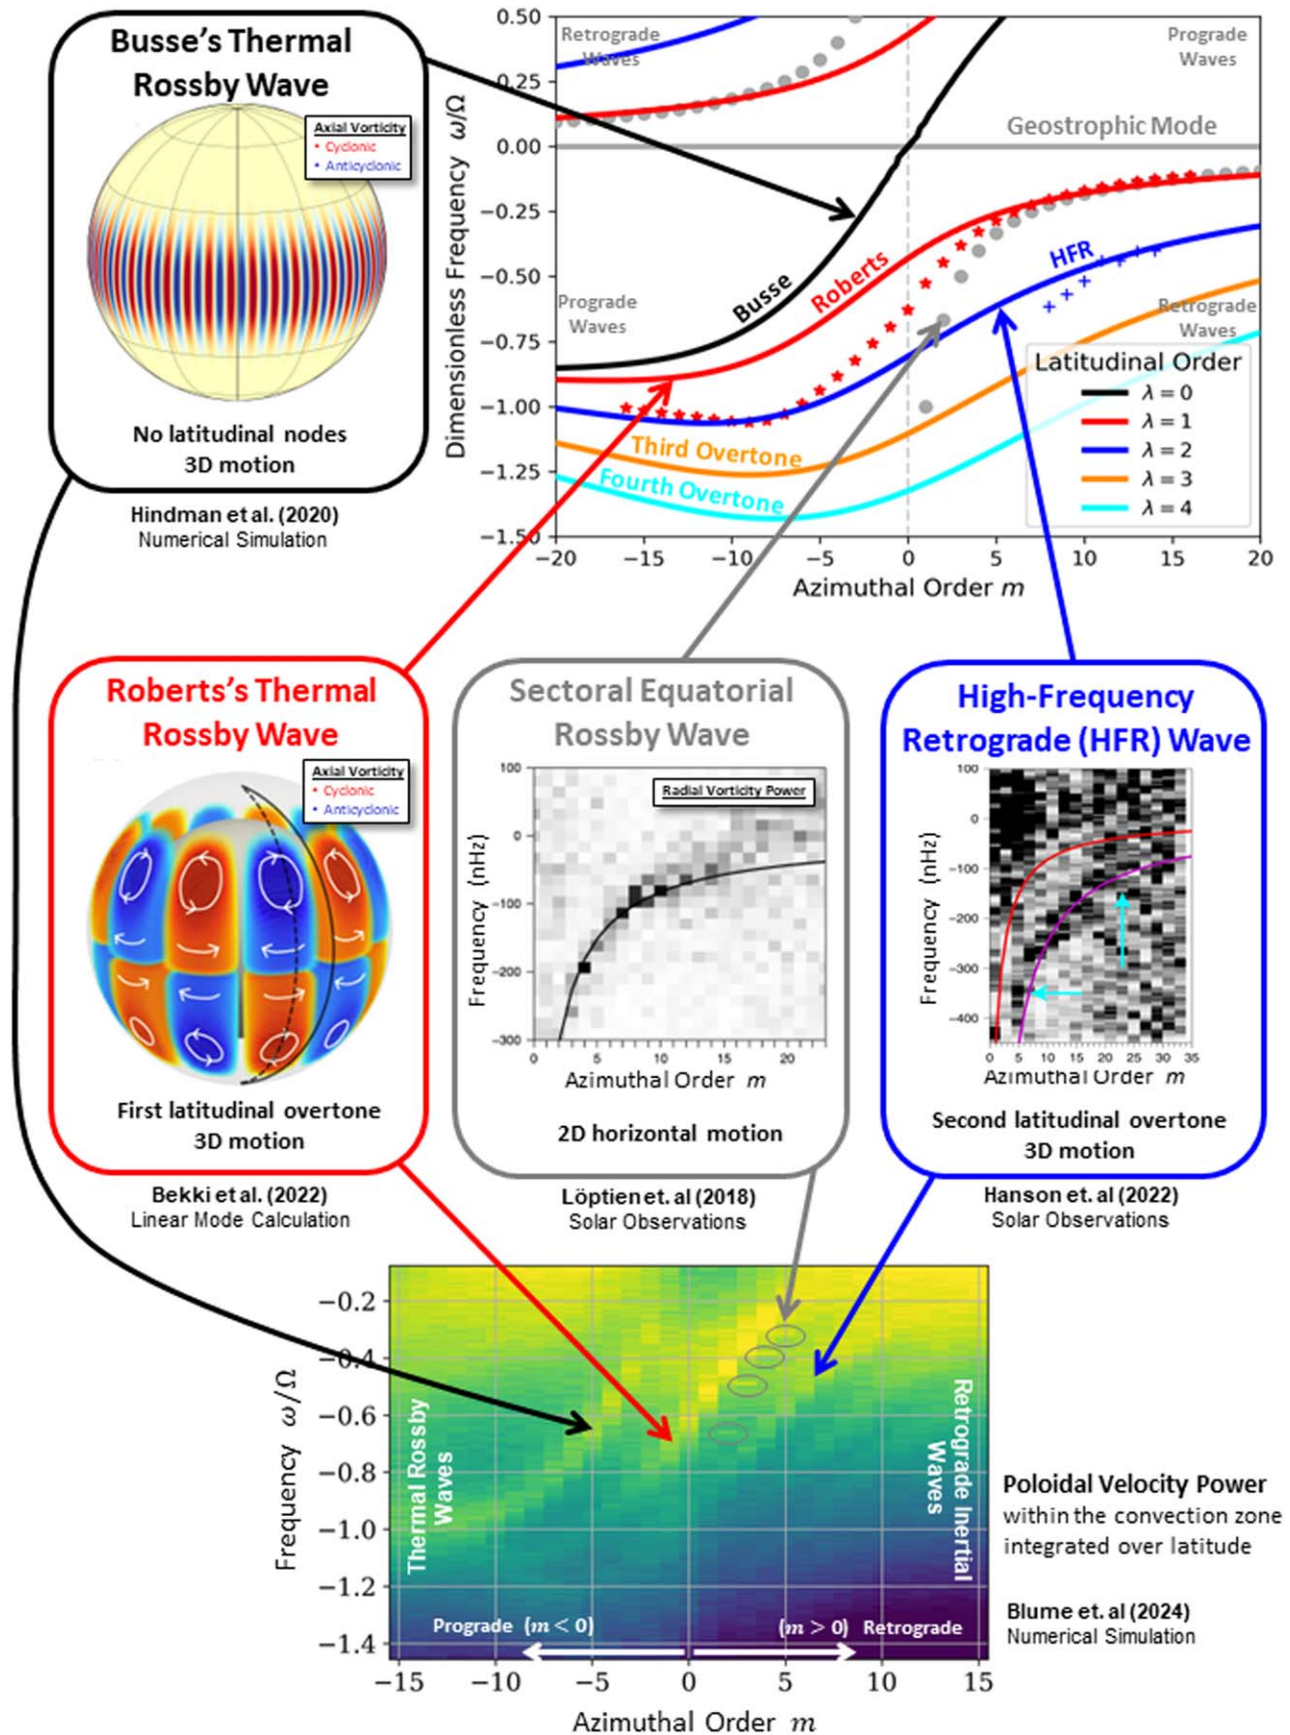 Busse's Thermal
Rossby Wave
Axial Vorticity
• Cyclonic
• Anticyclonic
No latitudinal nodes
3D motion
Hindman et al. (2020)
Numerical Simulation
Dimensionless Frequency ω/Ω
0.50
0.25
0.00
−0.25
−0.50
−0.75
−1.00
−1.25
−1.50
Retrograde
Waves
Prograde
Waves
Geostrophic Mode
Busse
Roberts
HFR
Prograde
Waves
Retrograde
Waves
Third Overtone
Fourth Overtone
Latitudinal Order
λ = 0
λ = 1
λ = 2
λ = 3
λ = 4
−20 −15 −10 −5 0 5 10 15 20
Azimuthal Order m
Roberts's Thermal
Rossby Wave
Axial Vorticity
• Cyclonic
• Anticyclonic
First latitudinal overtone
3D motion
Bekki et al. (2022)
Linear Mode Calculation
Sectoral Equatorial
Rossby Wave
Radial Vorticity Power
Frequency (nHz)
100
0
−100
−200
−300
0 5 10 15 20
Azimuthal Order m
2D horizontal motion
Löptien et. al (2018)
Solar Observations
High-Frequency
Retrograde (HFR) Wave
Frequency (nHz)
100
0
−100
−200
−300
−400
0 5 10 15 20 25 30 35
Azimuthal Order m
Second latitudinal overtone
3D motion
Hanson et. al (2022)
Solar Observations
Frequency ω/Ω
−0.2
−0.4
−0.6
−0.8
−1.0
−1.2
−1.4
Thermal Rossby
Waves
Retrograde Inertial
Waves
Prograde (m < 0)
(m > 0) Retrograde
−15 −10 −5 0 5 10 15
Azimuthal Order m
Poloidal Velocity Power
within the convection zone
integrated over latitude
Blume et. al (2024)
Numerical Simulation